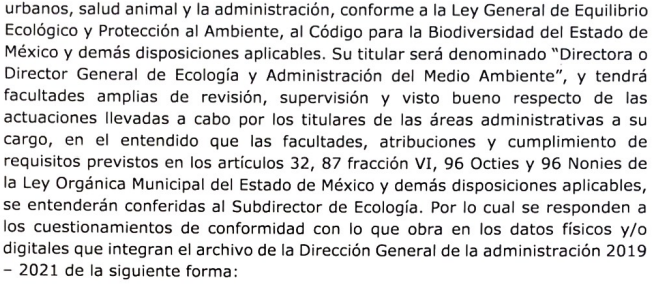 urbanos, salud animal y la administración, conforme a la Ley General de Equilibrio
Ecológico y Protección al Ambiente, al Código para la Biodiversidad del Estado de
México y demás disposiciones aplicables. Su titular será denominado “Directora o
Director General de Ecología y Administración del Medio Ambiente”, y tendrá
facultades amplias de revisión, supervisión y visto bueno respecto de las
actuaciones llevadas a cabo por los titulares de las áreas administrativas a su
cargo, en el entendido que las facultades, atribuciones y cumplimiento de
requisitos previstos en los artículos 32, 87 fracción VI, 96 Octies y 96 Nonies de
la Ley Orgánica Municipal del Estado de México y demás disposiciones aplicables,
se entenderán conferidas al Subdirector de Ecología. Por lo cual se responden a
los cuestionamientos de conformidad con lo que obra en los datos físicos y/o
digitales que integran el archivo de la Dirección General de la administración 2019
– 2021 de la siguiente forma: